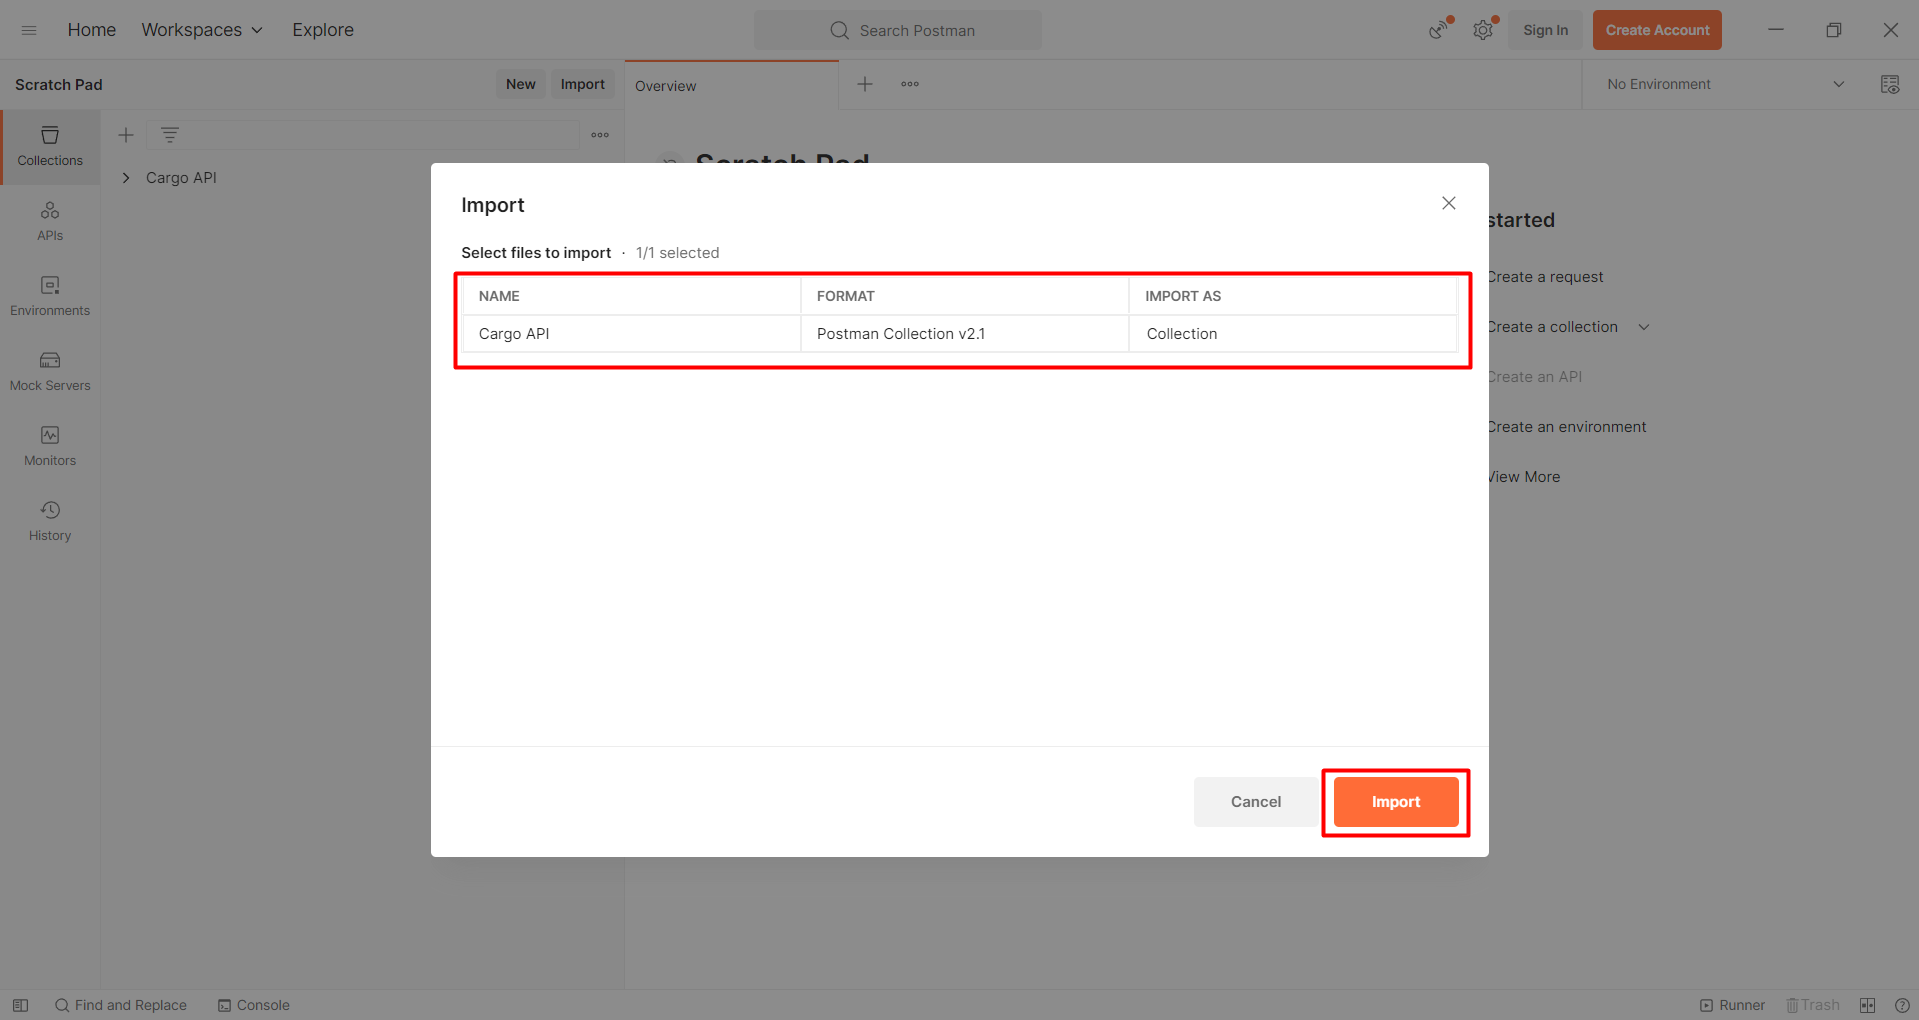 Home Workspaces Explore Search Postman Sign In Create Account
Scratch Pad New Import Overview No Environment
Collections
Cargo API
APIs
Environments
Mock Servers
Monitors
History
Scratch Pad
started
Create a request
Create a collection
Create an API
Create an environment
View More
Import
Select files to import · 1/1 selected
NAME FORMAT IMPORT AS
Cargo API Postman Collection v2.1 Collection
Cancel Import
Find and Replace Console Runner Trash